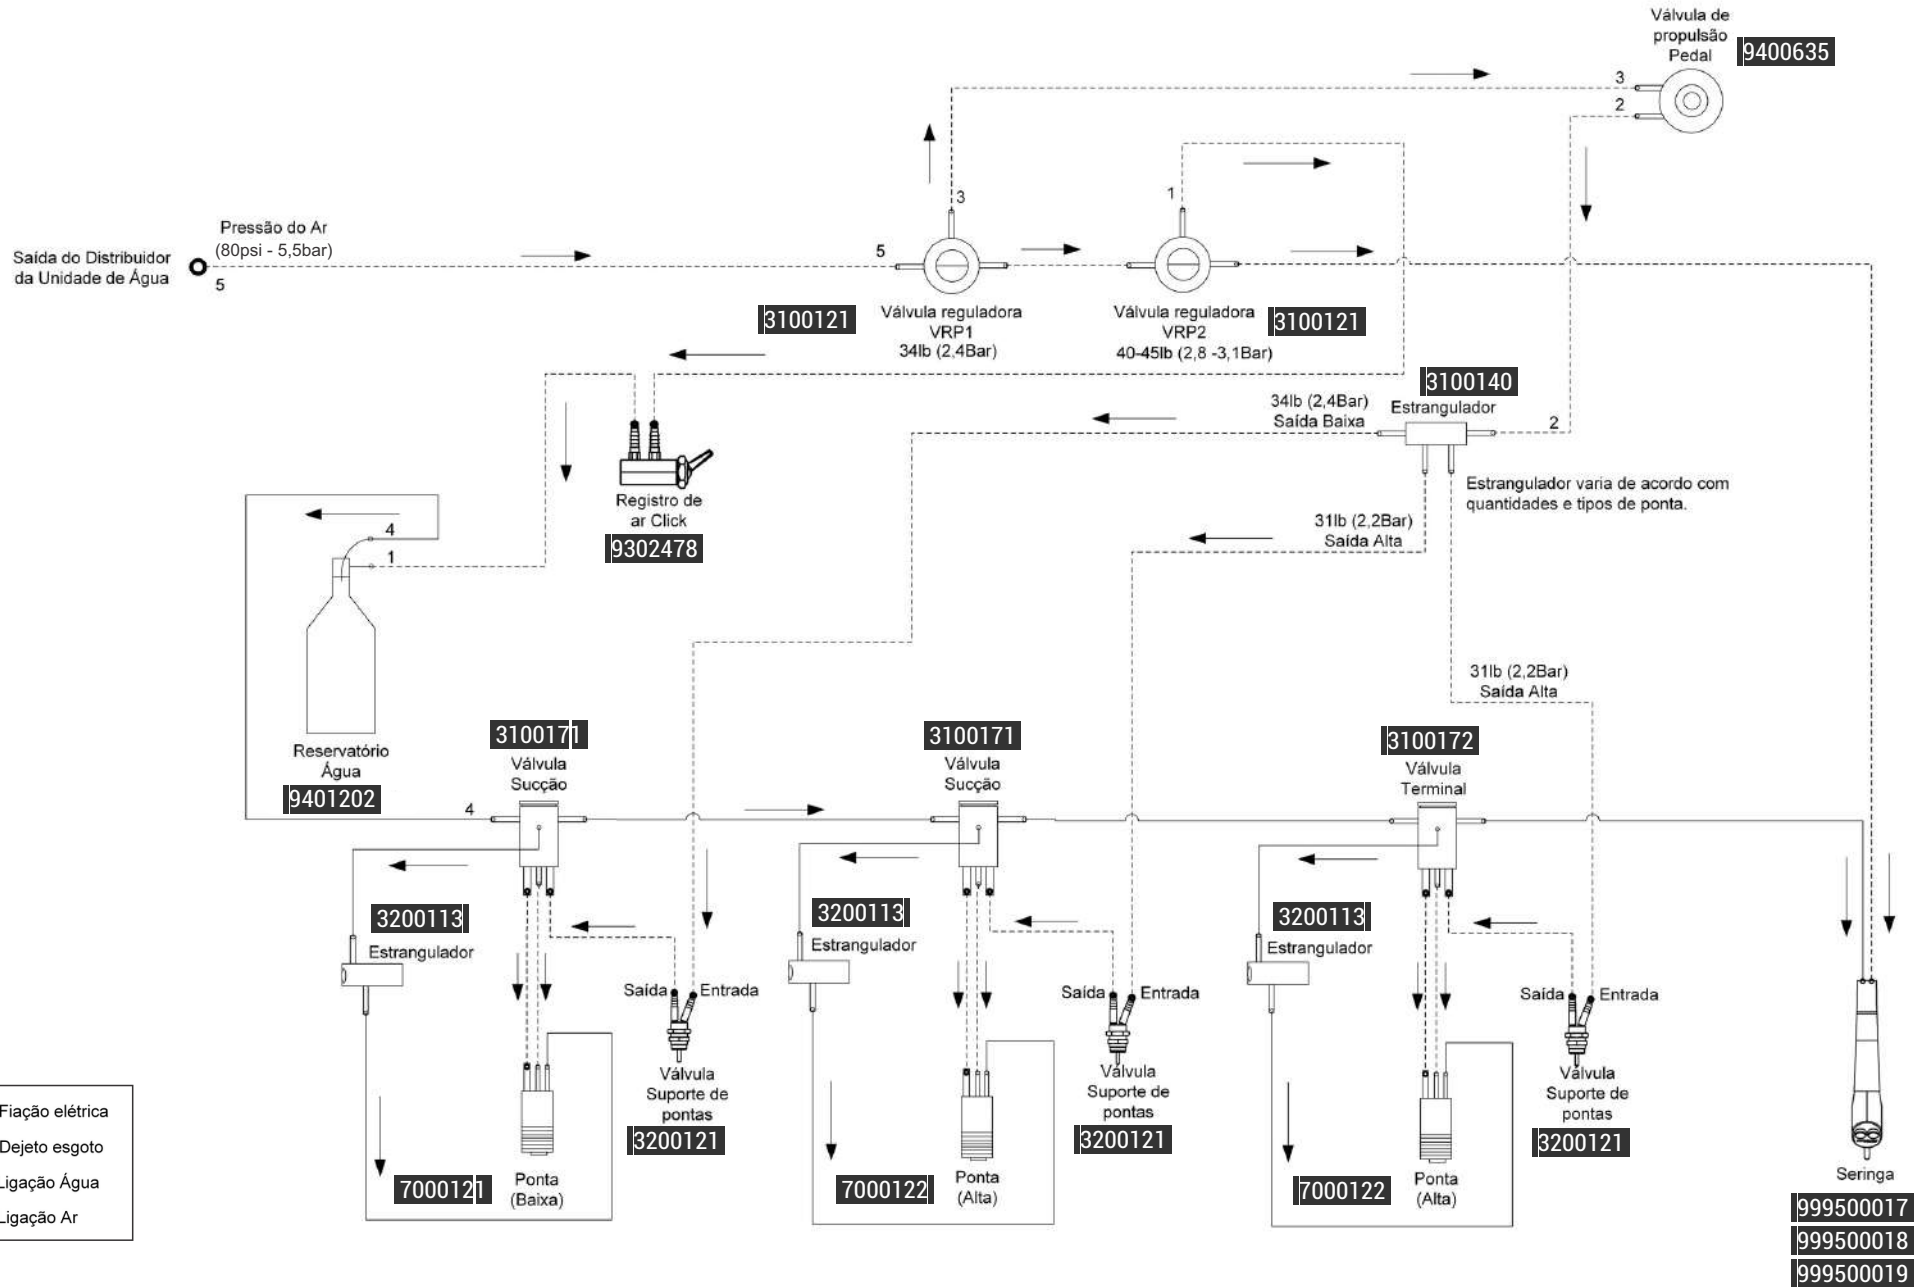 Válvula de
propulsão
Pedal
9400635
3
2
Pressão do Ar
(80psi - 5,5bar)
Saída do Distribuidor
da Unidade de Água
5
5
3
1
3100121
Válvula reguladora
VRP1
34lb (2,4Bar)
Válvula reguladora
VRP2
40-45lb (2,8 -3,1Bar)
3100121
3100140
Estrangulador
2
34lb (2,4Bar)
Saída Baixa
Estrangulador varia de acordo com
quantidades e tipos de ponta.
31lb (2,2Bar)
Saída Alta
Registro de
ar Click
9302478
4
1
31lb (2,2Bar)
Saída Alta
Reservatório
Água
9401202
4
3100171
Válvula
Sucção
3100171
Válvula
Sucção
3100172
Válvula
Terminal
3200113
Estrangulador
3200113
Estrangulador
3200113
Estrangulador
Saída
Entrada
Saída
Entrada
Saída
Entrada
Válvula
Suporte de
pontas
3200121
Válvula
Suporte de
pontas
3200121
Válvula
Suporte de
pontas
3200121
7000121
Ponta
(Baixa)
7000122
Ponta
(Alta)
7000122
Ponta
(Alta)
Seringa
999500017
999500018
999500019
Fiação elétrica
Dejeto esgoto
Ligação Água
Ligação Ar